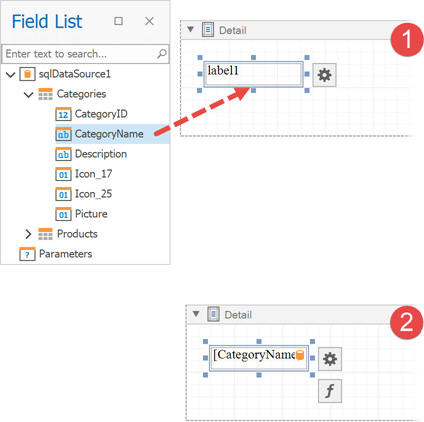 Field List
Enter text to search...
sqlDataSource1
Categories
12 CategoryID
ab CategoryName
ab Description
01 Icon_17
01 Icon_25
01 Picture
Products
? Parameters
Detail
1
label1
Detail
2
[CategoryName
f